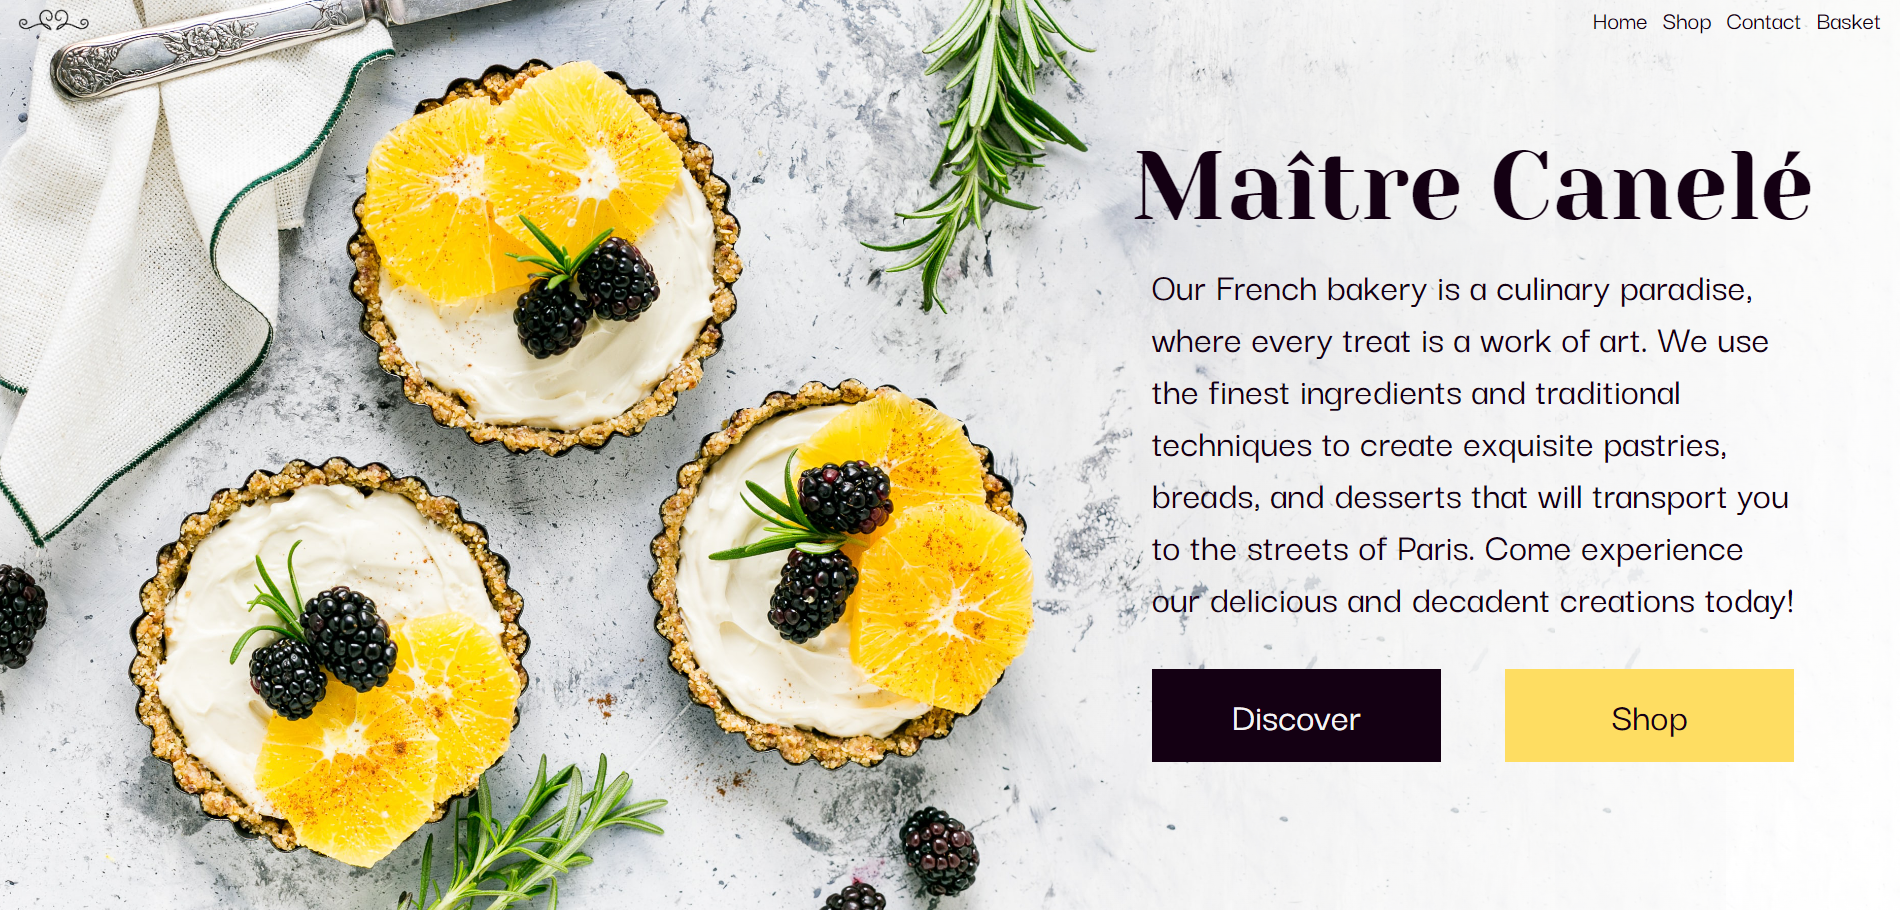 Home Shop Contact Basket
Maître Canelé
Our French bakery is a culinary paradise,
where every treat is a work of art. We use
the finest ingredients and traditional
techniques to create exquisite pastries,
breads, and desserts that will transport you
to the streets of Paris. Come experience
our delicious and decadent creations today!
Discover
Shop